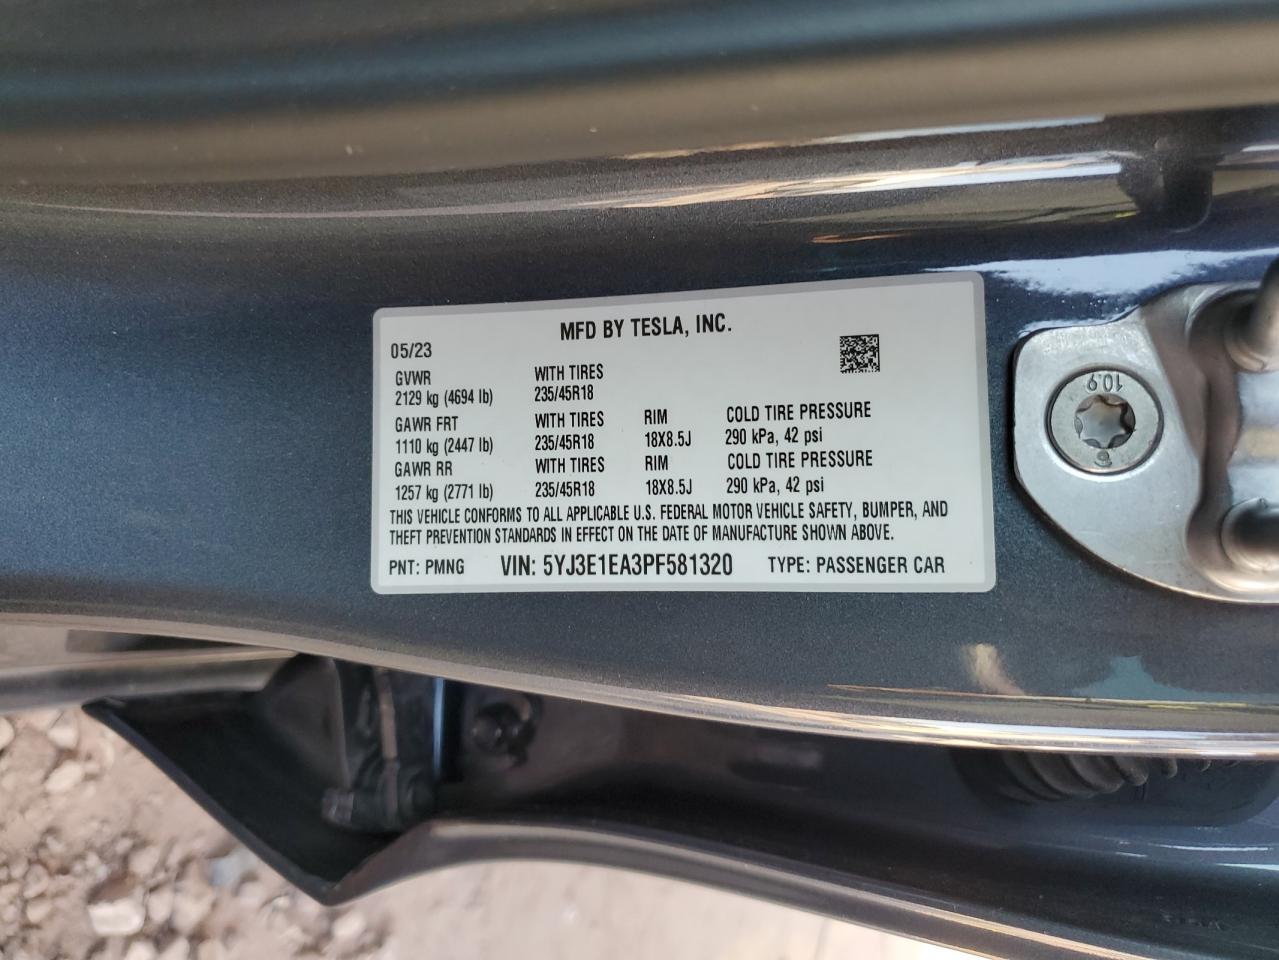 MFD BY TESLA, INC.
05/23
GVWR WITH TIRES
2129 kg (4694 lb) 235/45R18
GAWR FRT WITH TIRES RIM COLD TIRE PRESSURE
1110 kg (2447 lb) 235/45R18 18X8.5J 290 kPa, 42 psi
GAWR RR WITH TIRES RIM COLD TIRE PRESSURE
1257 kg (2771 lb) 235/45R18 18X8.5J 290 kPa, 42 psi
THIS VEHICLE CONFORMS TO ALL APPLICABLE U.S. FEDERAL MOTOR VEHICLE SAFETY, BUMPER, AND
THEFT PREVENTION STANDARDS IN EFFECT ON THE DATE OF MANUFACTURE SHOWN ABOVE.
PNT: PMNG VIN: 5YJ3E1EA3PF581320 TYPE: PASSENGER CAR
10.9